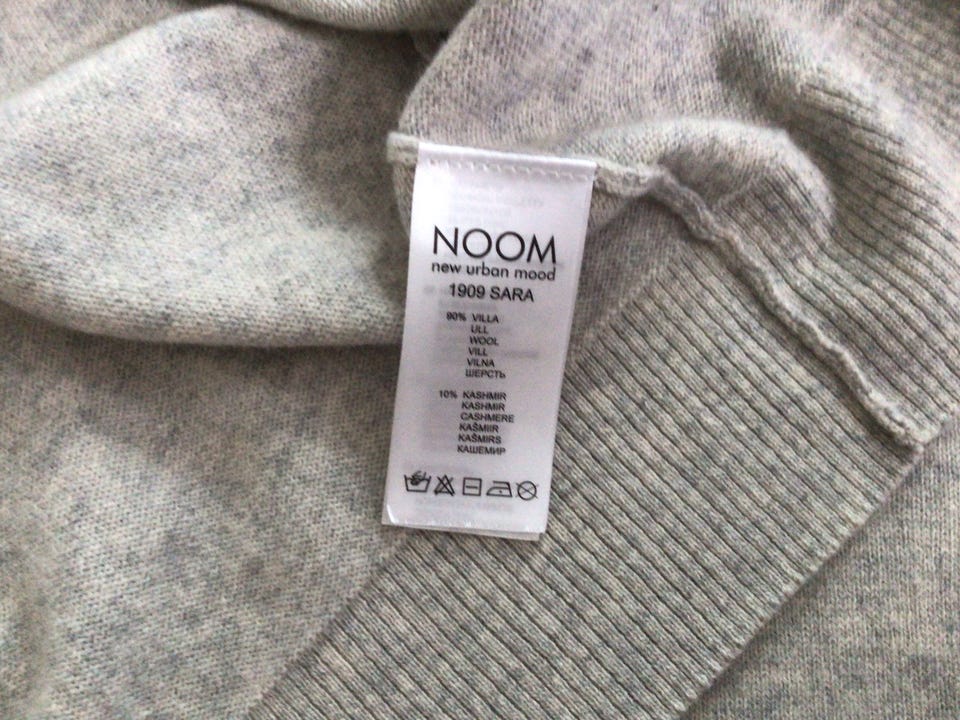 NOOM
new urban mood
1909 SARA
90% VILLA
ULL
WOOL
VILL
VILNA
ШЕРСТЬ
10% KASHMIR
KASHMIR
CASHMERE
KAŠMIIR
KAŠMIRS
КАШЕМИР